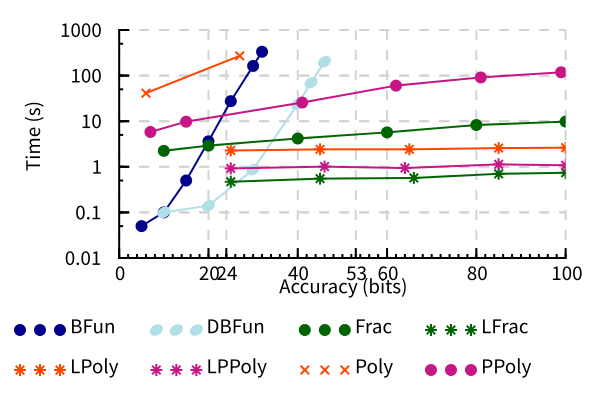 1000
100
10
1
0.1
0.01
Time (s)
0 20 24 40 53 60 80 100
Accuracy (bits)
BFun DBFun Frac LFrac
LPoly LPPoly Poly PPoly